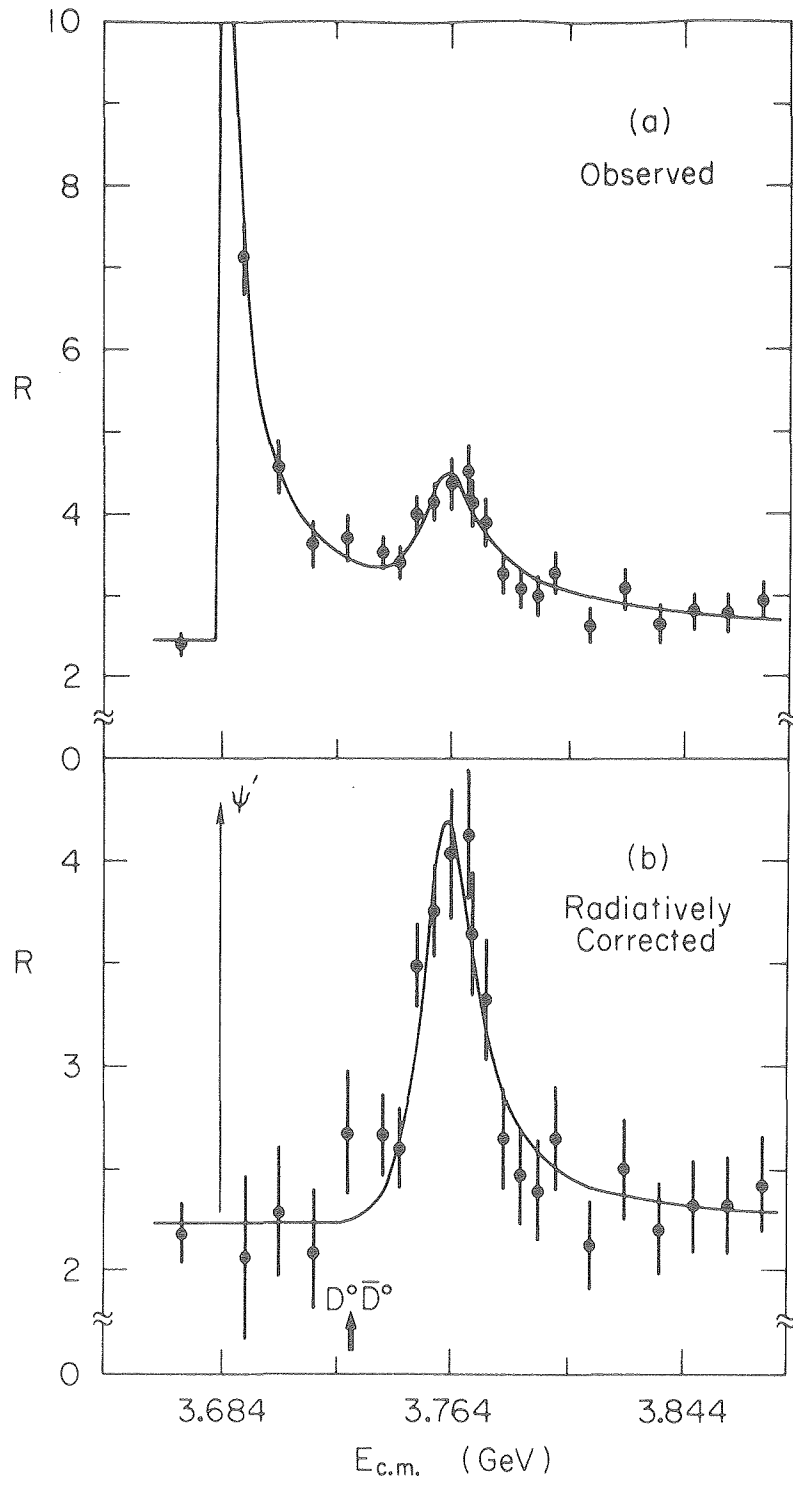 10
(a)
Observed
8
6
R
4
2
0
ψ′
4
(b)
Radiatively
Corrected
R
3
2
D°D̄°
0
3.684 3.764 3.844
Ec.m. (GeV)